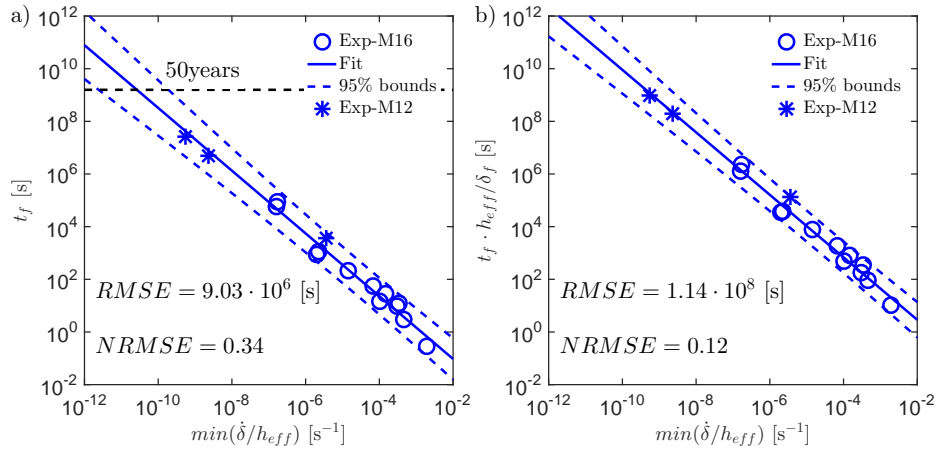 a)
10^12
10^10
10^8
10^6
10^4
10^2
10^0
10^-2
t_f [s]
50years
Exp-M16
Fit
95% bounds
Exp-M12
RMSE = 9.03 · 10^6 [s]
NRMSE = 0.34
10^-12 10^-10 10^-8 10^-6 10^-4 10^-2
min(δ̇/h_eff) [s^-1]
b)
10^12
10^10
10^8
10^6
10^4
10^2
10^0
10^-2
t_f · h_eff/δ_f [s]
Exp-M16
Fit
95% bounds
Exp-M12
RMSE = 1.14 · 10^8 [s]
NRMSE = 0.12
10^-12 10^-10 10^-8 10^-6 10^-4 10^-2
min(δ̇/h_eff) [s^-1]